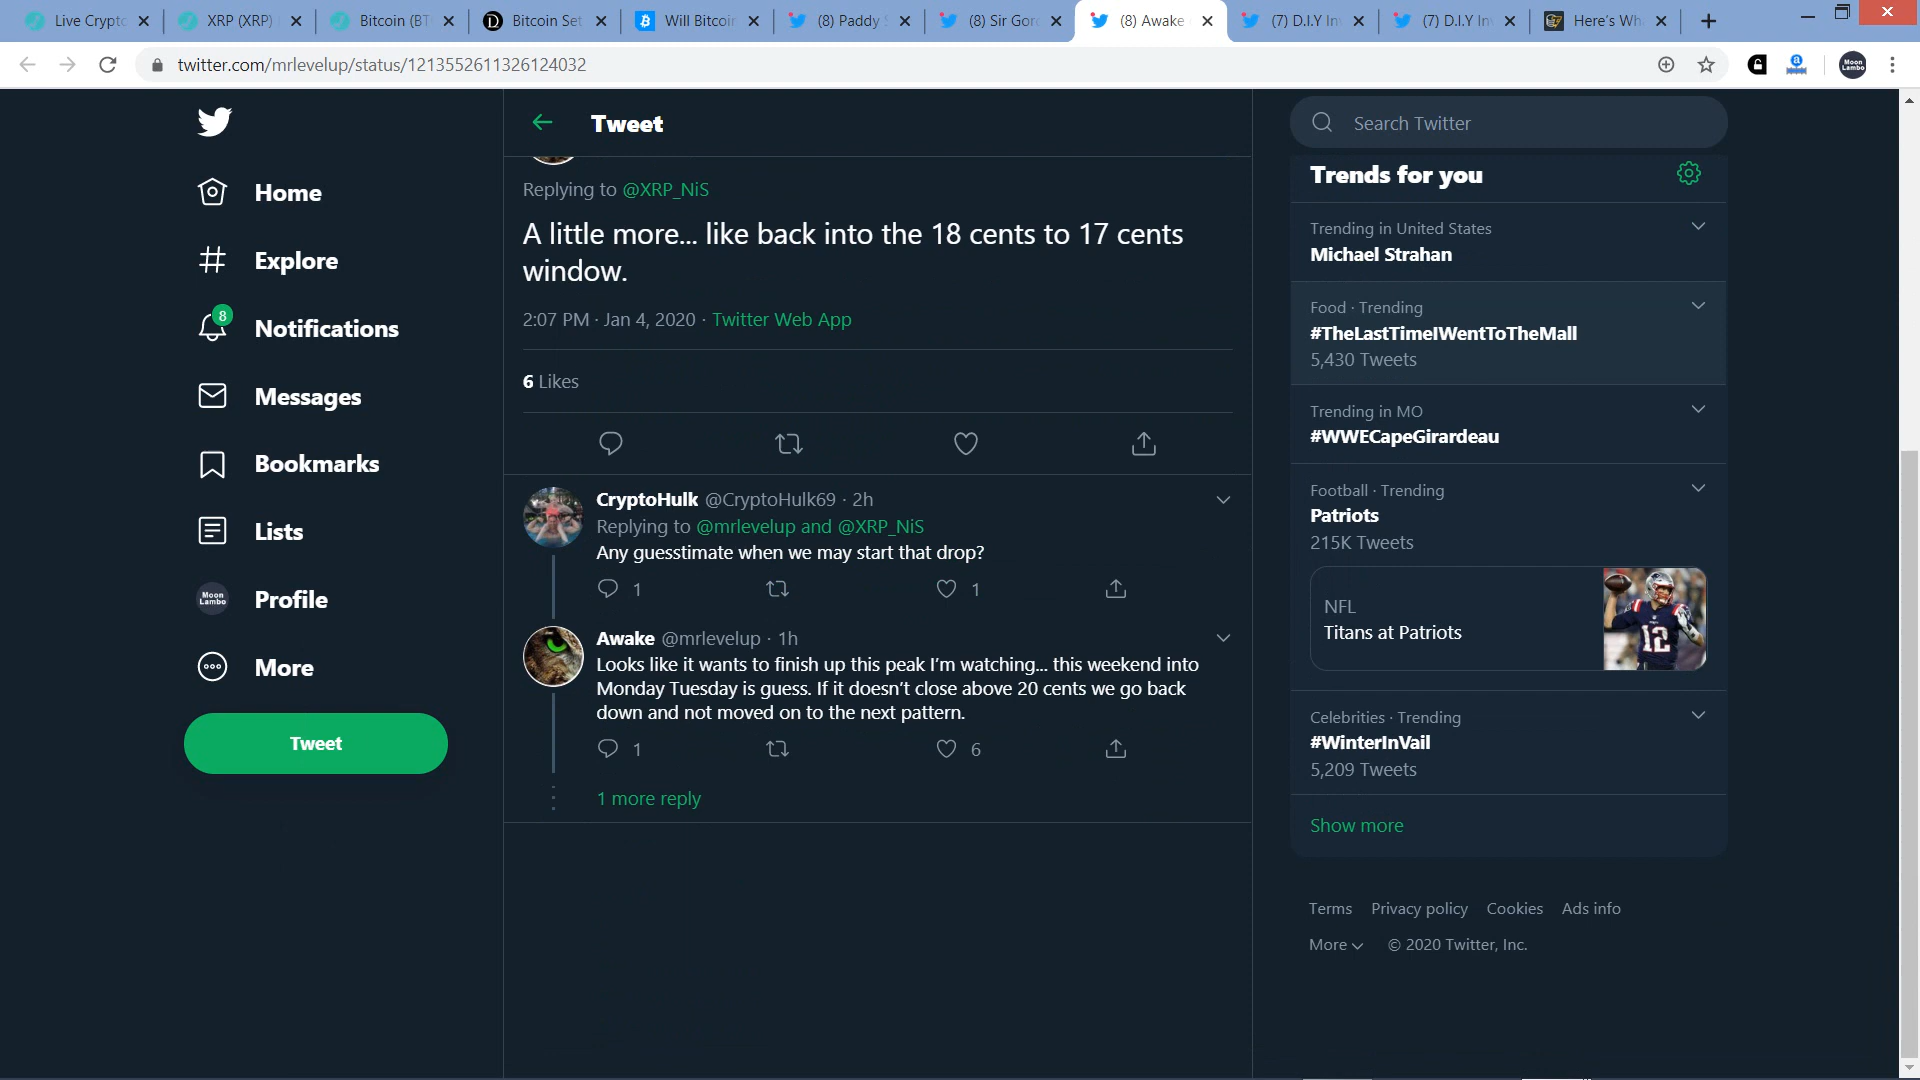 Live Crypto
XRP (XRP)
Bitcoin (BT
Bitcoin Set
Will Bitcoin
(8) Paddy
(8) Sir Gor
(8) Awake
(7) D.I.Y In
(7) D.I.Y In
Here's Wh
twitter.com/mrlevelup/status/1213552611326124032
Moon
Lambo
Home
Explore
8
Notifications
Messages
Bookmarks
Lists
Moon
Lambo
Profile
More
Tweet
Tweet
Replying to @XRP_NiS
A little more... like back into the 18 cents to 17 cents
window.
2:07 PM · Jan 4, 2020 · Twitter Web App
6 Likes
CryptoHulk @CryptoHulk69 · 2h
Replying to @mrlevelup and @XRP_NiS
Any guesstimate when we may start that drop?
1 1
Awake @mrlevelup · 1h
Looks like it wants to finish up this peak I'm watching... this weekend into
Monday Tuesday is guess. If it doesn't close above 20 cents we go back
down and not moved on to the next pattern.
1 6
1 more reply
Search Twitter
Trends for you
Trending in United States
Michael Strahan
Food · Trending
#TheLastTimeIWentToTheMall
5,430 Tweets
Trending in MO
#WWECapeGirardeau
Football · Trending
Patriots
215K Tweets
NFL
Titans at Patriots
12
Celebrities · Trending
#WinterInVail
5,209 Tweets
Show more
Terms Privacy policy Cookies Ads info
More © 2020 Twitter, Inc.